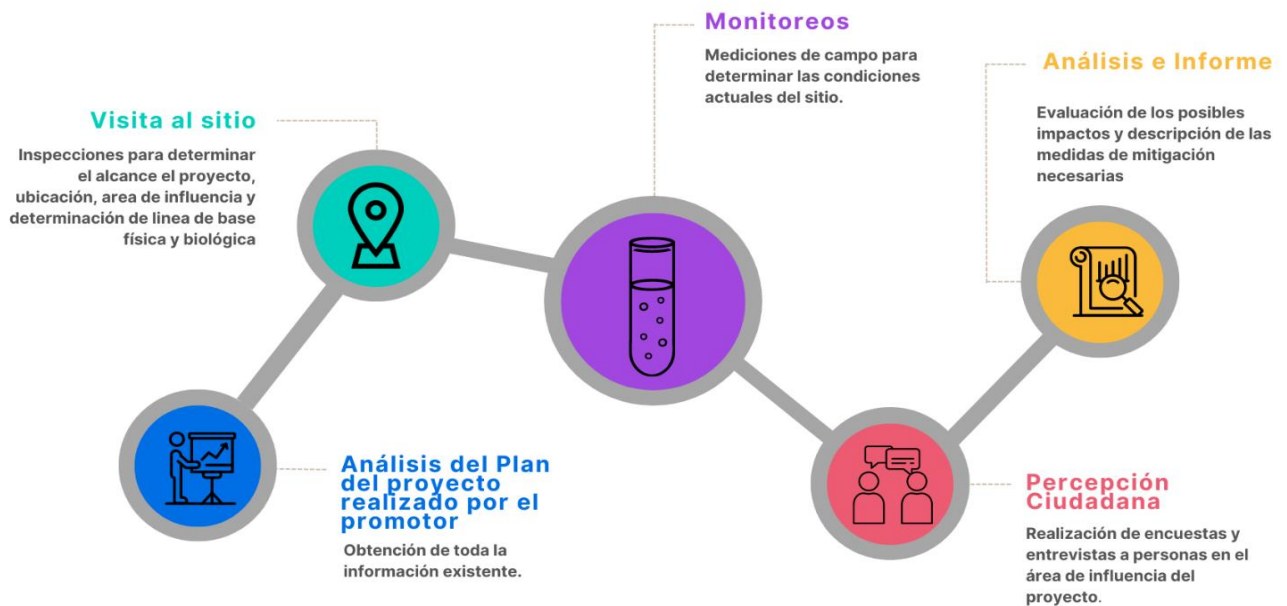 Monitoreos
Mediciones de campo para
determinar las condiciones
actuales del sitio.
Análisis e Informe
Evaluación de los posibles
impactos y descripción de las
medidas de mitigación
necesarias
Visita al sitio
Inspecciones para determinar
el alcance el proyecto,
ubicación, area de influencia y
determinación de linea de base
física y biológica
Análisis del Plan
del proyecto
realizado por el
promotor
Obtención de toda la
información existente.
Percepción
Ciudadana
Realización de encuestas y
entrevistas a personas en el
área de influencia del
proyecto.